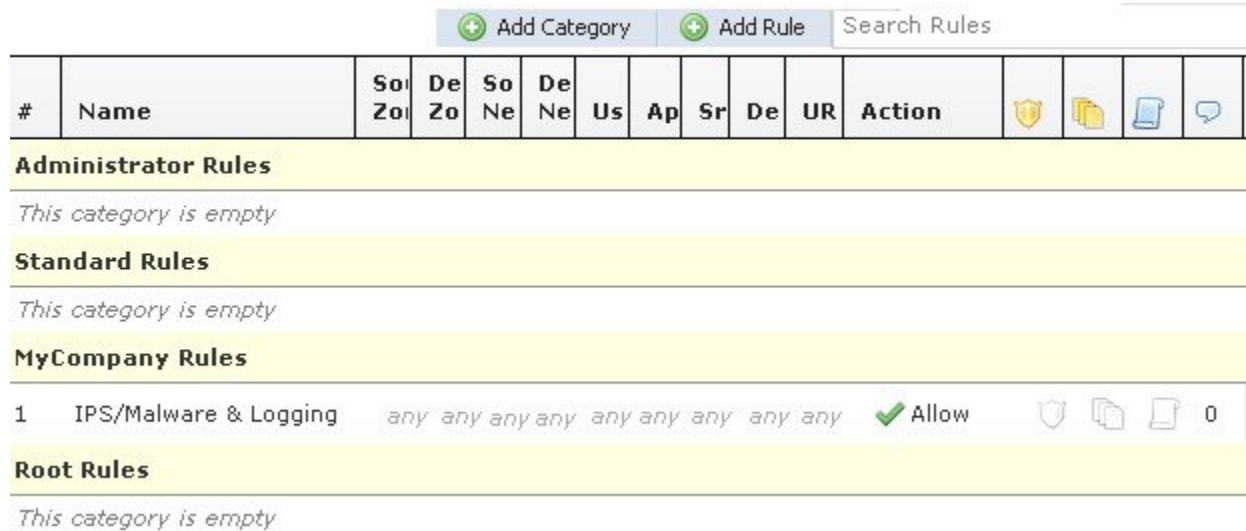 Add Category Add Rule Search Rules
# Name Sou Zon De Zo So Ne De Ne Us Ap Sr De UR Action
Administrator Rules
This category is empty
Standard Rules
This category is empty
MyCompany Rules
1 IPS/Malware & Logging any any any any any any any any any Allow 0
Root Rules
This category is empty